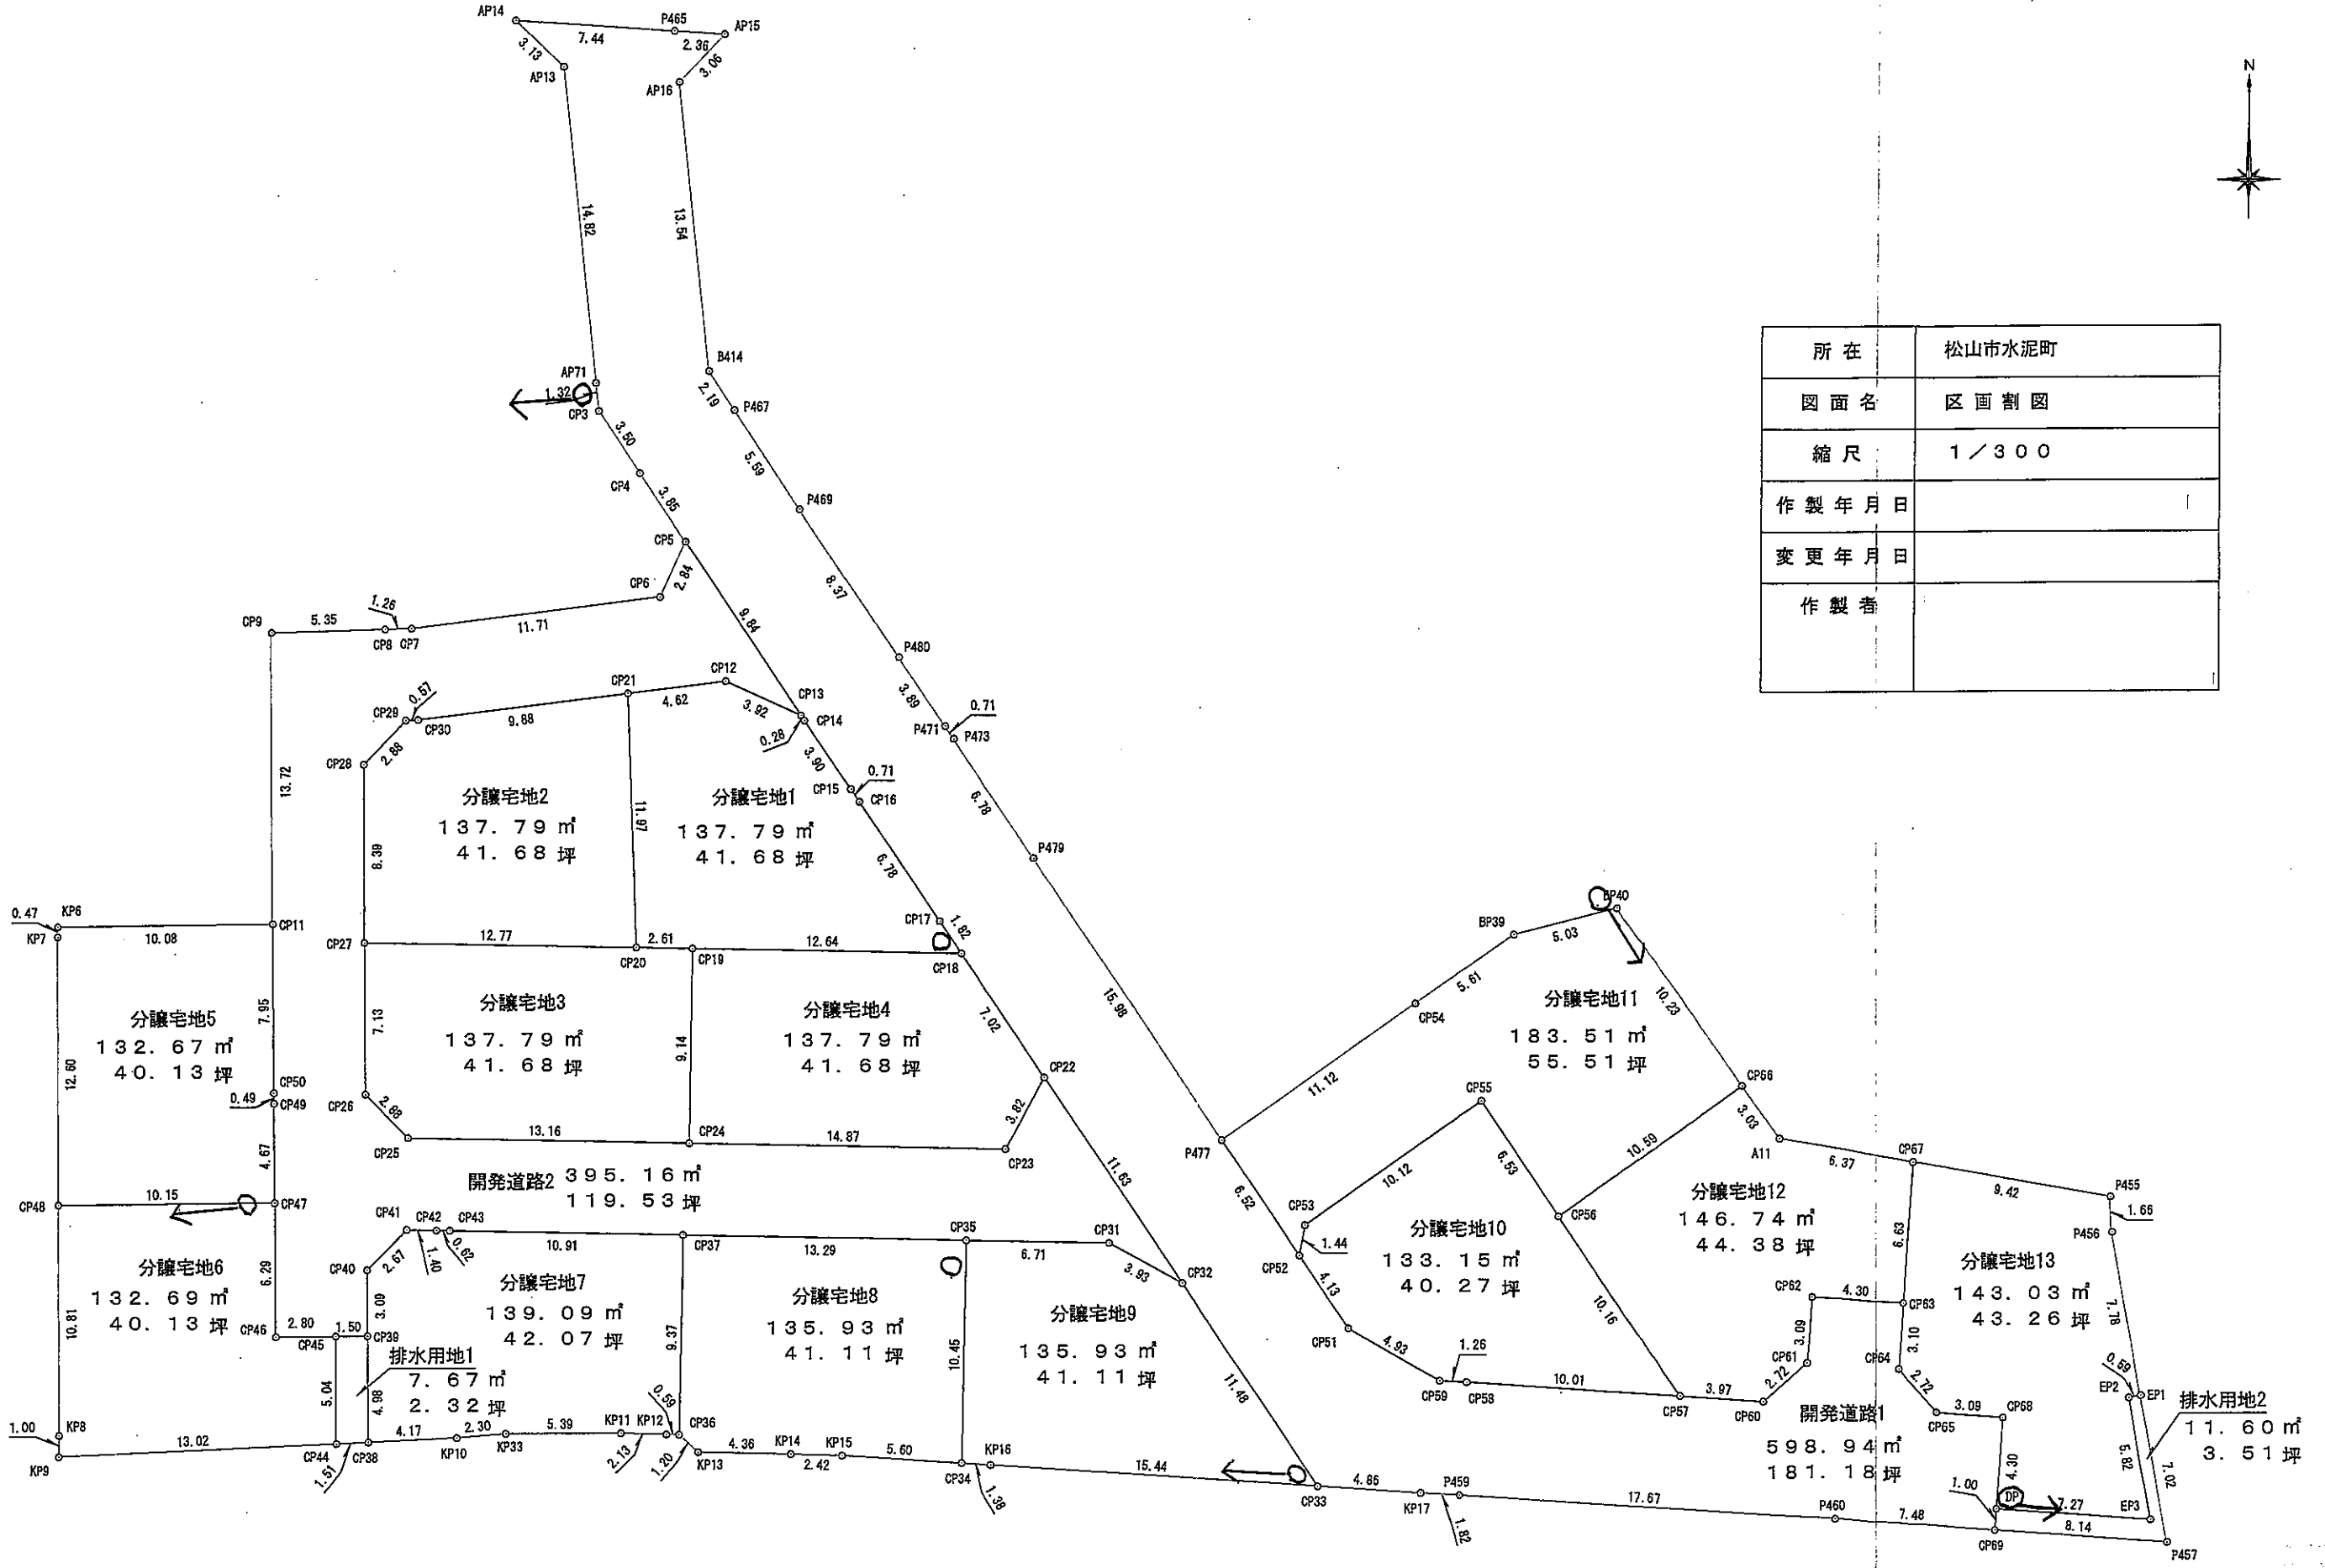 AP14
P465
AP15
7.44
2.36
3.13
3.06
AP13
AP16
N
14.82
13.54
B414
AP71
1.32
CP3
2.19
P467
3.50
5.59
CP4
3.85
P469
CP5
8.37
CP6
2.84
9.84
1.26
CP9
5.35
CP8
CP7
11.71
P480
3.89
0.71
P471
P473
CP12
CP21
4.62
CP13
3.92
CP14
0.57
CP29
CP30
9.88
0.28
3.90
2.88
CP28
0.71
CP15
CP16
13.72
6.78
P479
分譲宅地2
137.79㎡
41.68坪
11.97
分譲宅地1
137.79㎡
41.68坪
8.39
6.78
CP17
1.82
0.47
KP6
KP7
10.08
CP11
CP27
12.77
CP20
2.61
CP19
12.64
CP18
15.98
所在 松山市水泥町
図面名 区画割図
縮尺 1/300
作製年月日
変更年月日
作製者
分譲宅地5
132.67㎡
40.13坪
12.60
7.95
CP50
0.49
CP49
4.67
分譲宅地3
137.79㎡
41.68坪
7.13
CP26
2.88
CP25
13.16
9.14
CP24
分譲宅地4
137.79㎡
41.68坪
7.02
CP22
3.82
14.87
CP23
11.63
開発道路2 395.16㎡
119.53坪
BP40
BP39
5.03
5.61
CP54
11.12
P477
分譲宅地11
183.51㎡
55.51坪
10.23
CP66
3.03
A11
6.37
CP67
9.42
P455
1.66
P456
CP55
6.53
10.59
CP56
10.12
6.52
CP53
1.44
CP52
4.13
CP51
4.93
1.26
CP59
CP58
10.01
10.16
CP57
3.97
CP60
2.72
CP61
3.09
CP62
4.30
CP63
6.63
3.10
CP64
2.72
CP65
3.09
CP68
分譲宅地10
133.15㎡
40.27坪
分譲宅地12
146.74㎡
44.38坪
分譲宅地13
143.03㎡
43.26坪
7.78
0.59
EP2
EP1
5.82
7.02
排水用地2
11.60㎡
3.51坪
開発道路1
598.94㎡
181.18坪
4.30
1.00
DP
7.27
EP3
8.14
CP69
P457
CP48
10.15
CP47
分譲宅地6
132.69㎡
40.13坪
10.81
6.29
CP46
2.80
CP45
1.50
CP39
5.04
4.98
排水用地1
7.67㎡
2.32坪
CP41
CP42
CP43
1.40
0.62
2.67
CP40
3.09
10.91
CP37
分譲宅地7
139.09㎡
42.07坪
9.37
13.29
CP35
分譲宅地8
135.93㎡
41.11坪
10.45
6.71
CP31
3.93
CP32
分譲宅地9
135.93㎡
41.11坪
11.48
1.00
KP8
KP9
13.02
CP44
1.51
CP38
4.17
KP10
2.30
KP33
5.39
KP11
KP12
2.13
0.59
CP36
1.20
KP13
4.36
KP14
2.42
KP15
5.60
CP34
KP16
1.38
15.44
CP33
4.86
KP17
P459
1.82
17.67
P460
7.48